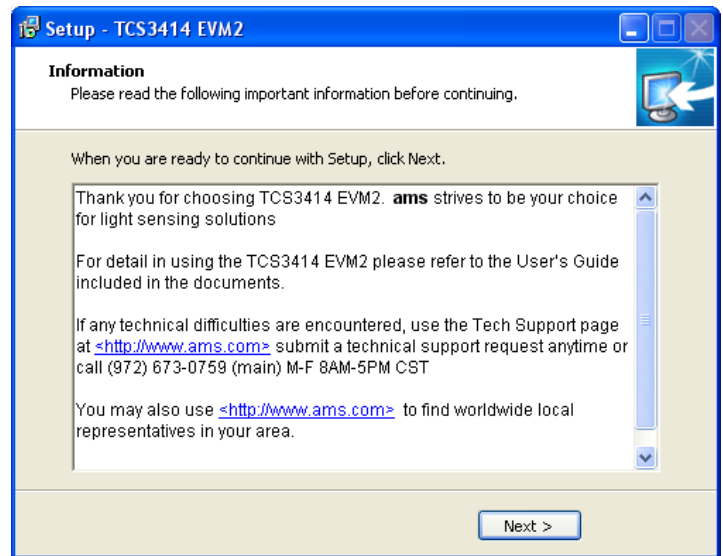 Setup - TCS3414 EVM2
Information
Please read the following important information before continuing.
When you are ready to continue with Setup, click Next.
Thank you for choosing TCS3414 EVM2. ams strives to be your choice
for light sensing solutions
For detail in using the TCS3414 EVM2 please refer to the User's Guide
included in the documents.
If any technical difficulties are encountered, use the Tech Support page
at <http://www.ams.com> submit a technical support request anytime or
call (972) 673-0759 (main) M-F 8AM-5PM CST
You may also use <http://www.ams.com> to find worldwide local
representatives in your area.
Next >